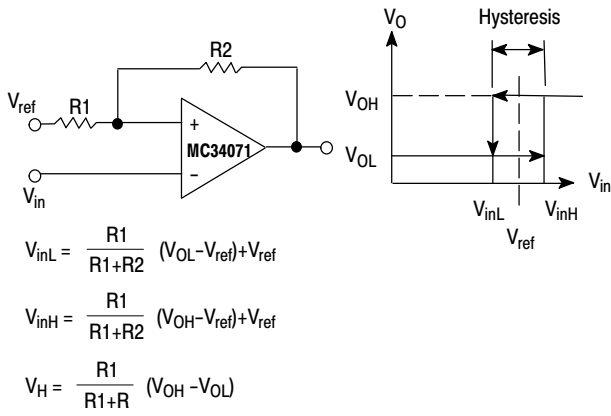 R2
V_ref
R1
+
MC34071
−
V_in
V_O
Hysteresis
V_OH
V_OL
V_in
V_inL
V_inH
V_ref
V_inL = R1 / R1+R2 (V_OL−V_ref)+V_ref
V_inH = R1 / R1+R2 (V_OH−V_ref)+V_ref
V_H = R1 / R1+R (V_OH −V_OL)